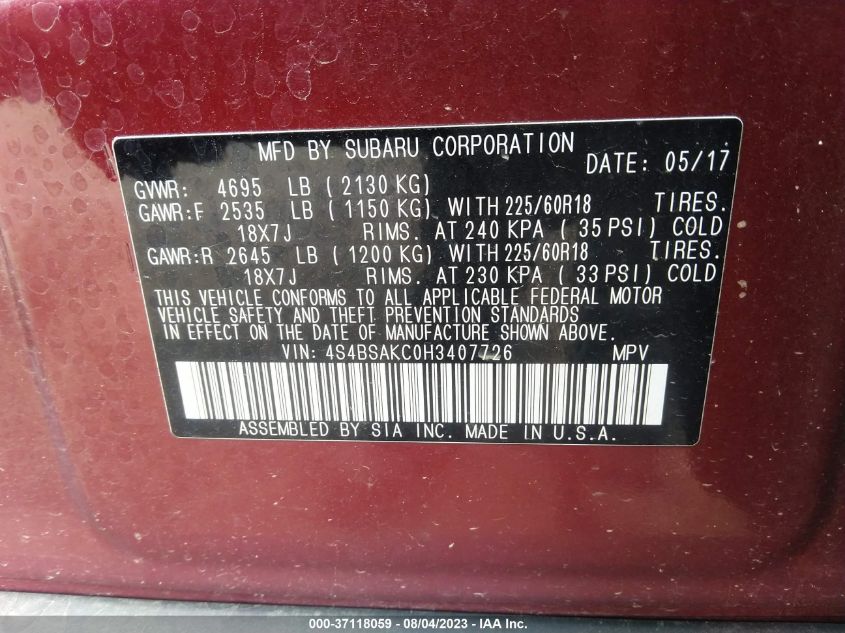 MFD BY SUBARU CORPORATION DATE: 05/17
GVWR: 4695 LB (2130 KG)
GAWR:F 2535 LB (1150 KG) WITH 225/60R18 TIRES.
18X7J RIMS. AT 240 KPA (35 PSI) COLD
GAWR:R 2645 LB (1200 KG) WITH 225/60R18 TIRES.
18X7J RIMS. AT 230 KPA (33 PSI) COLD
THIS VEHICLE CONFORMS TO ALL APPLICABLE FEDERAL MOTOR
VEHICLE SAFETY AND THEFT PREVENTION STANDARDS
IN EFFECT ON THE DATE OF MANUFACTURE SHOWN ABOVE.
VIN: 4S4BSAKC0H3407726 MPV
ASSEMBLED BY SIA INC. MADE IN U.S.A.
000-37118059 - 08/04/2023 - IAA Inc.